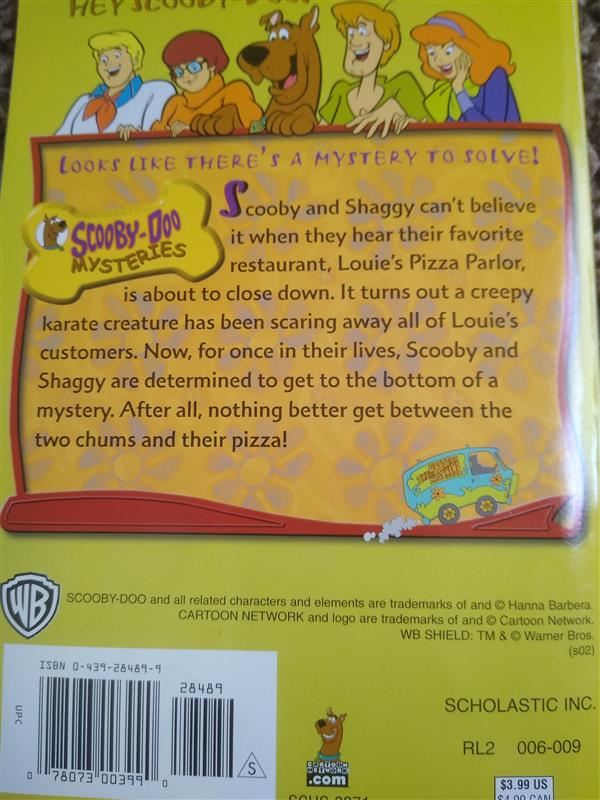 HEY SCOOBY-DOO!
LOOKS LIKE THERE'S A MYSTERY TO SOLVE!
SCOOBY-DOO
MYSTERIES
Scooby and Shaggy can't believe
it when they hear their favorite
restaurant, Louie's Pizza Parlor,
is about to close down. It turns out a creepy
karate creature has been scaring away all of Louie's
customers. Now, for once in their lives, Scooby and
Shaggy are determined to get to the bottom of a
mystery. After all, nothing better get between the
two chums and their pizza!
WB
SCOOBY-DOO and all related characters and elements are trademarks of and © Hanna Barbera.
CARTOON NETWORK and logo are trademarks of and © Cartoon Network.
WB SHIELD: TM & © Warner Bros.
(s02)
ISBN 0-439-28489-9
28489
UPC
0 78073 00399 0
S
CARTOON NETWORK
.com
SCHOLASTIC INC.
RL2 006-009
$3.99 US